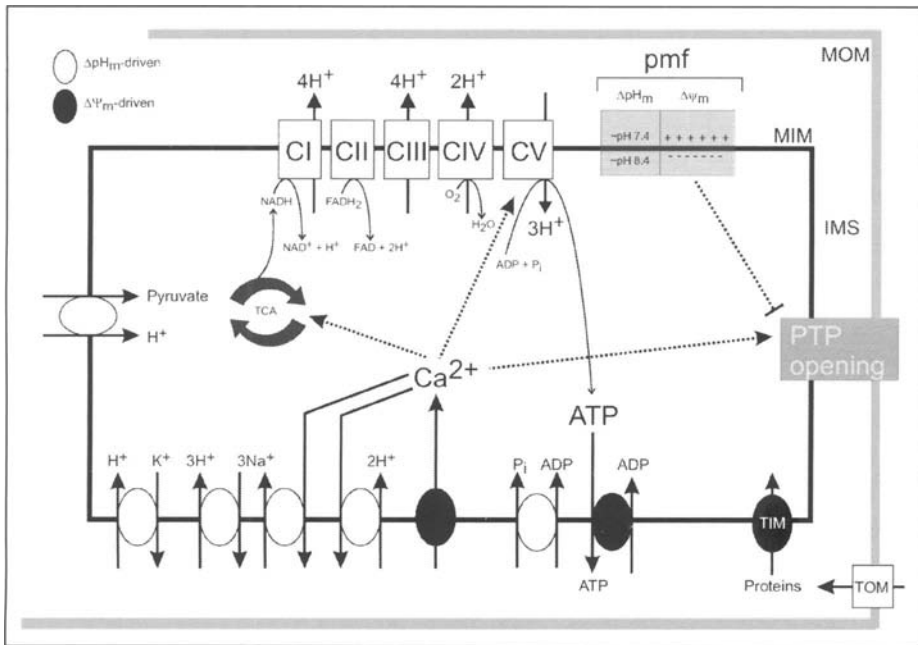 ΔpHm-driven
ΔΨm-driven
MOM
pmf
ΔpHm
Δψm
4H+
4H+
2H+
~pH 7.4
+ + + + + +
~pH 8.4
- - - - - - -
MIM
CI
CII
CIII
CIV
CV
NADH
FADH2
O2
H2O
3H+
NAD+ + H+
FAD + 2H+
ADP + Pi
IMS
Pyruvate
H+
TCA
PTP
opening
Ca2+
ATP
H+
K+
3H+
3Na+
2H+
Pi
ADP
ADP
TIM
ATP
Proteins
TOM